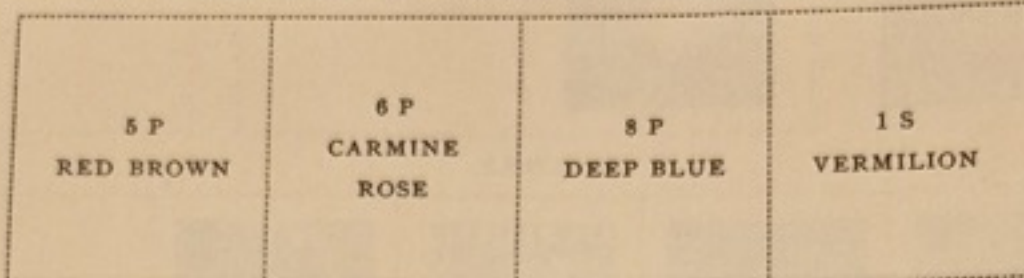 5 P
RED BROWN
6 P
CARMINE
ROSE
8 P
DEEP BLUE
1 S
VERMILION